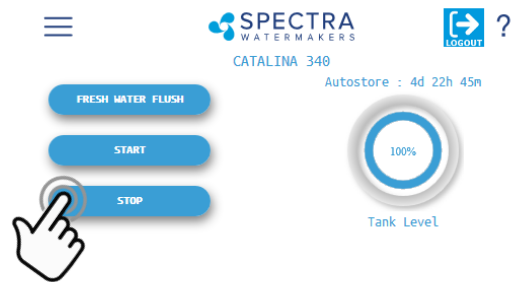 SPECTRA
WATERMAKERS
LOGOUT
?
CATALINA 340
Autostore : 4d 22h 45m
FRESH WATER FLUSH
START
STOP
100%
Tank Level